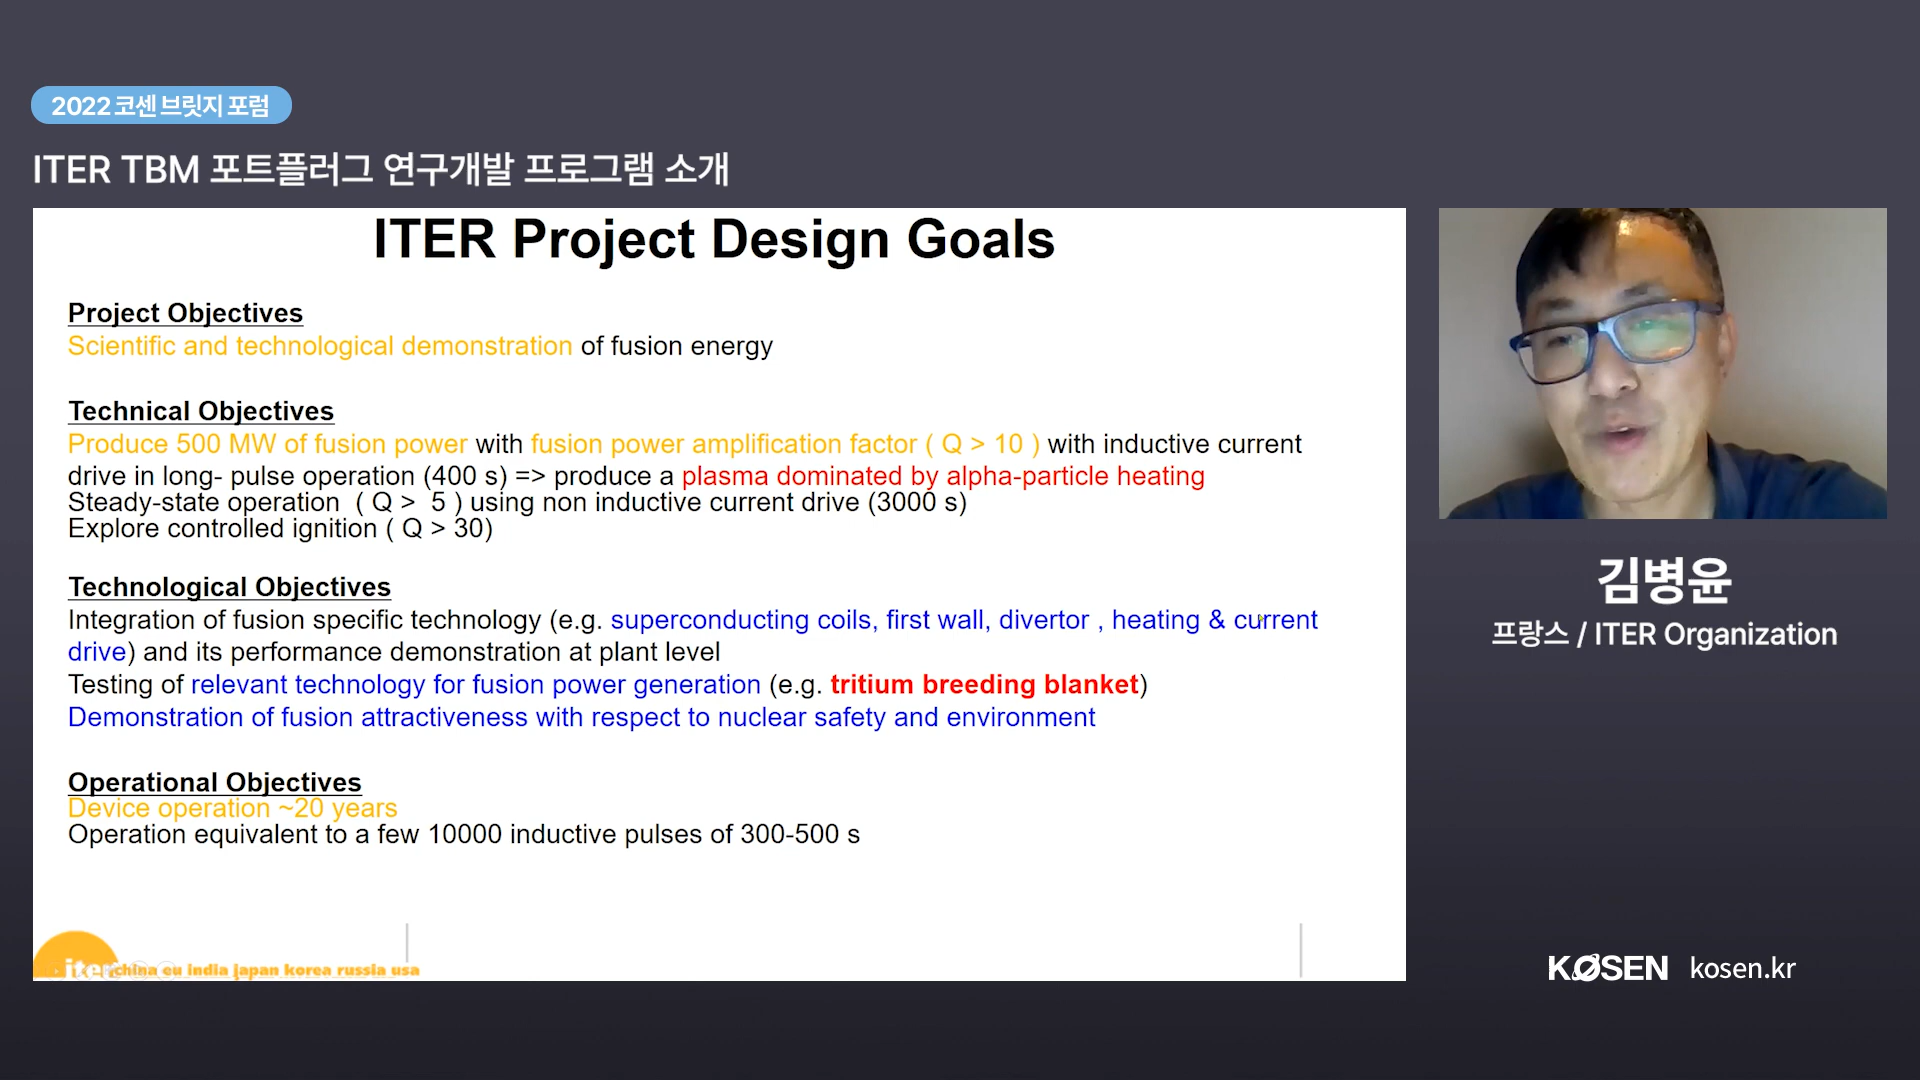 2022 코센 브릿지 포럼
ITER TBM 포트플러그 연구개발 프로그램 소개
ITER Project Design Goals
Project Objectives
Scientific and technological demonstration of fusion energy
Technical Objectives
Produce 500 MW of fusion power with fusion power amplification factor ( Q > 10 ) with inductive current
drive in long- pulse operation (400 s) => produce a plasma dominated by alpha-particle heating
Steady-state operation ( Q > 5 ) using non inductive current drive (3000 s)
Explore controlled ignition ( Q > 30)
Technological Objectives
Integration of fusion specific technology (e.g. superconducting coils, first wall, divertor , heating & current
drive) and its performance demonstration at plant level
Testing of relevant technology for fusion power generation (e.g. tritium breeding blanket)
Demonstration of fusion attractiveness with respect to nuclear safety and environment
Operational Objectives
Device operation ~20 years
Operation equivalent to a few 10000 inductive pulses of 300-500 s
iter china eu india japan korea russia usa
김병윤
프랑스 / ITER Organization
KOSEN kosen.kr